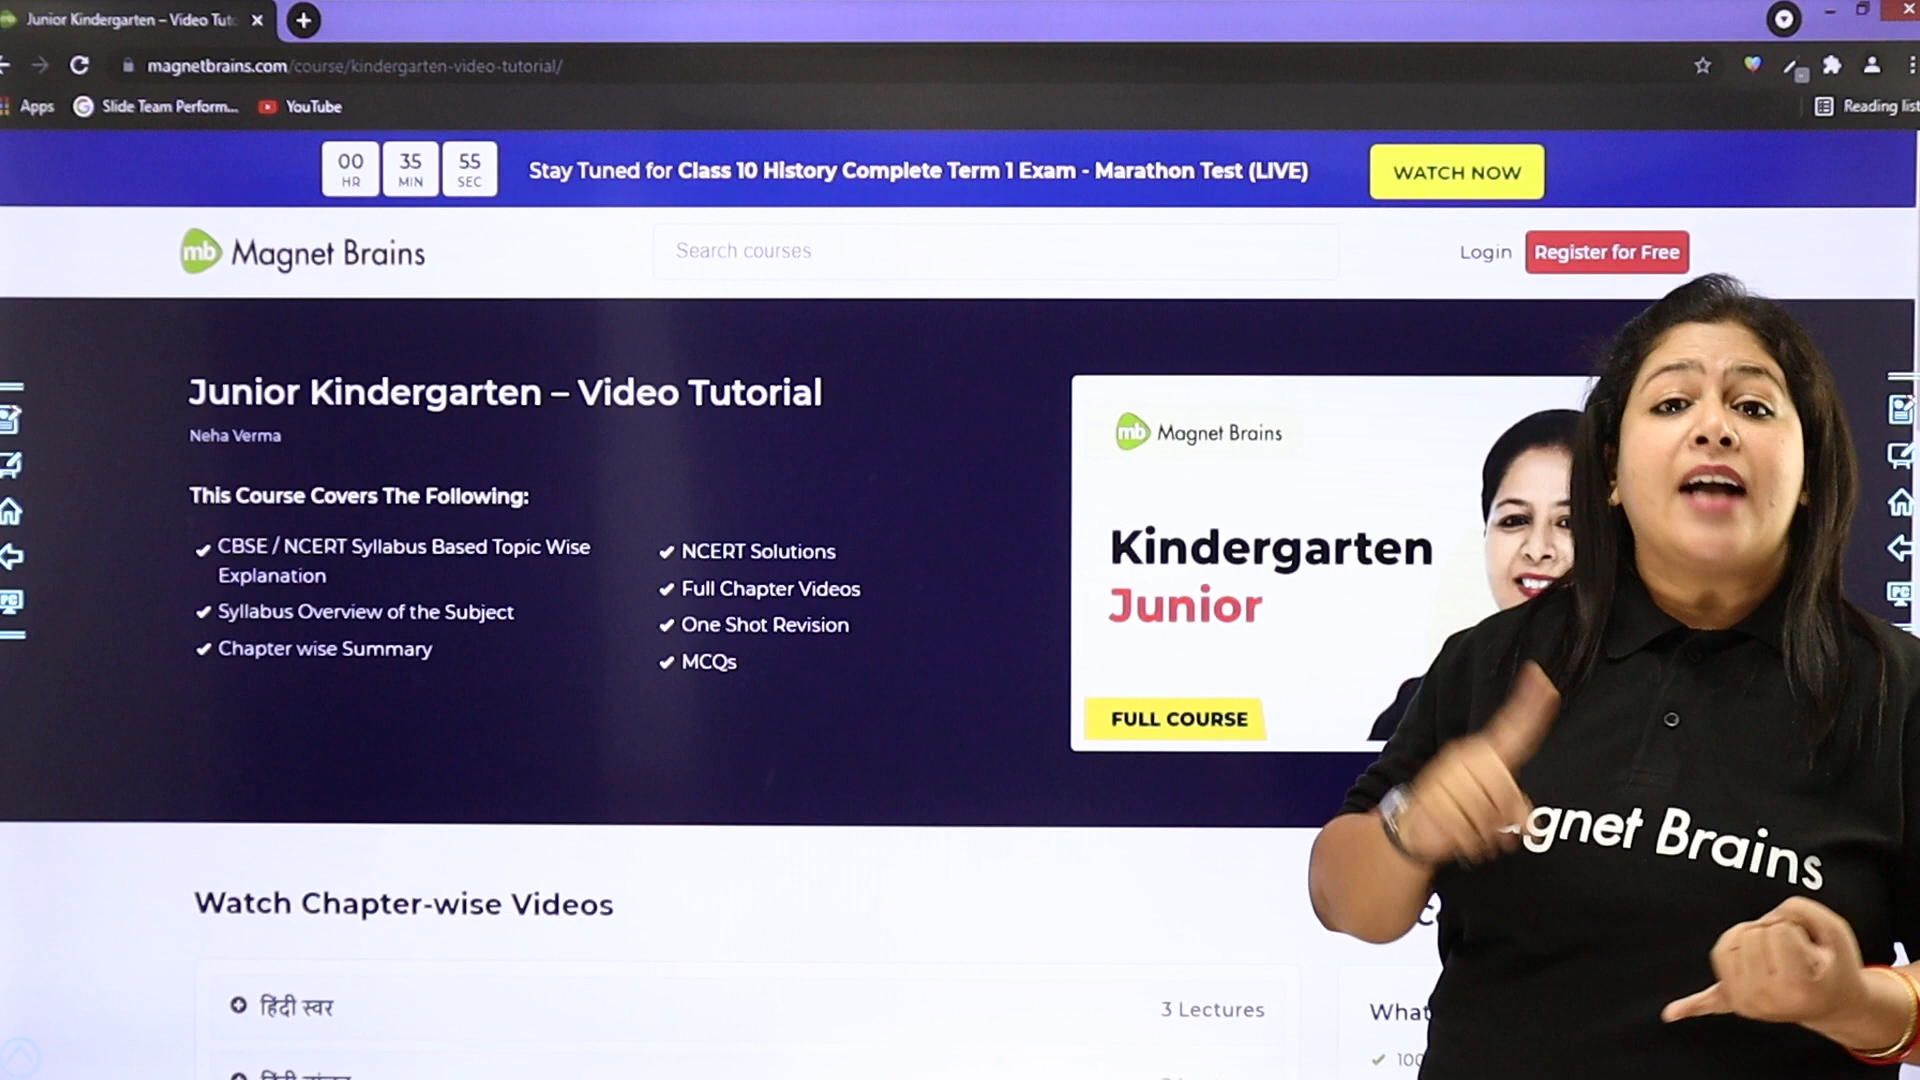 Junior Kindergarten – Video Tut
magnetbrains.com/course/kindergarten-video-tutorial/
Apps
Slide Team Perform...
YouTube
Reading list
00
HR
35
MIN
55
SEC
Stay Tuned for Class 10 History Complete Term 1 Exam - Marathon Test (LIVE)
WATCH NOW
mb Magnet Brains
Search courses
Login
Register for Free
Junior Kindergarten – Video Tutorial
Neha Verma
This Course Covers The Following:
CBSE / NCERT Syllabus Based Topic Wise
Explanation
Syllabus Overview of the Subject
Chapter wise Summary
NCERT Solutions
Full Chapter Videos
One Shot Revision
MCQs
mb Magnet Brains
Kindergarten
Junior
FULL COURSE
PC
PC
gnet Brains
Watch Chapter-wise Videos
हिंदी स्वर
3 Lectures
What
100